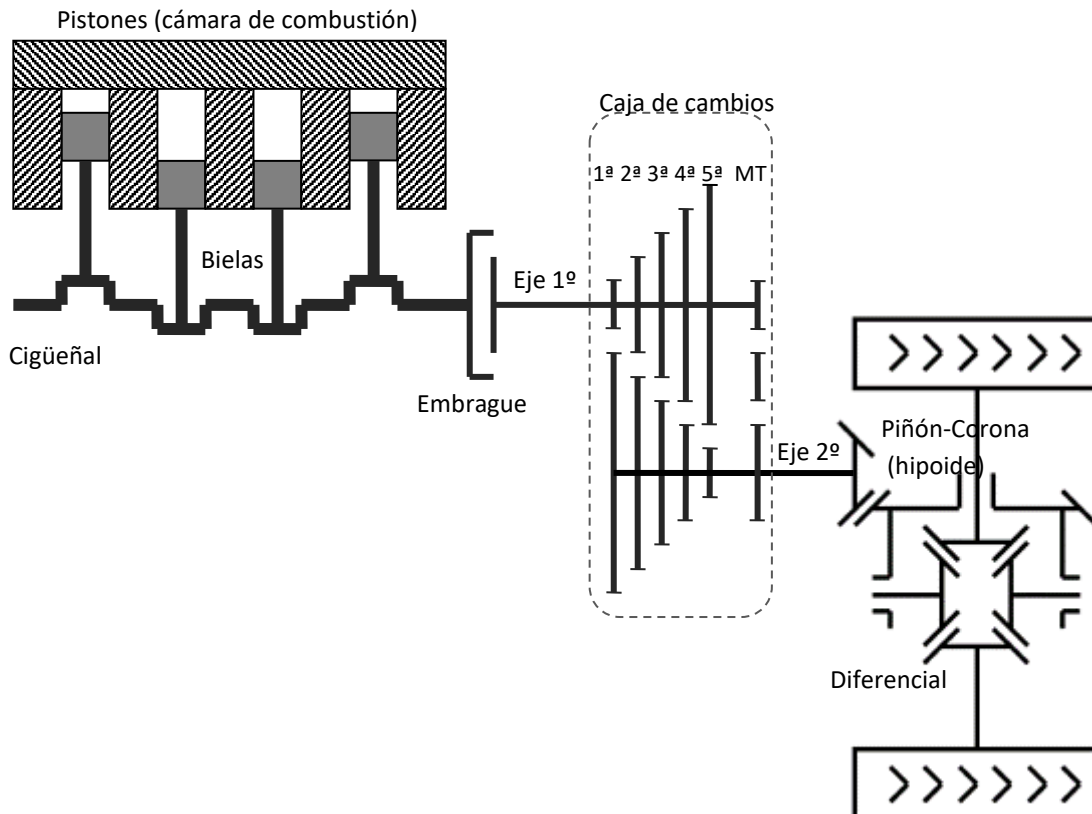 Pistones (cámara de combustión)
Caja de cambios
1ª 2ª 3ª 4ª 5ª MT
Bielas
Eje 1º
Cigüeñal
Embrague
Eje 2º
Piñón-Corona
(hipoide)
Diferencial